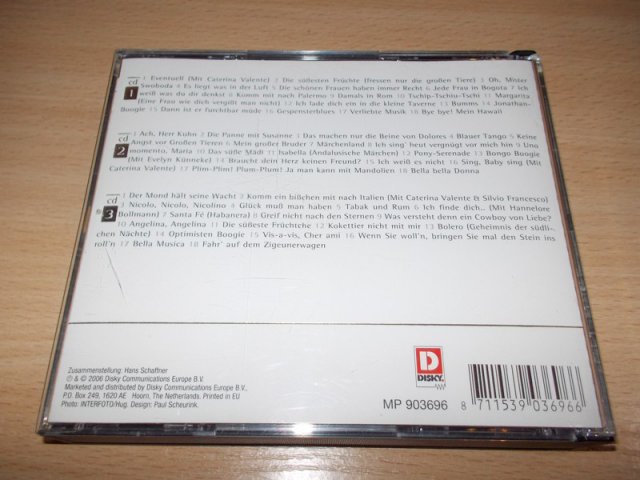 cd 1
1 Eventuell (Mit Caterina Valente) 2 Die süßesten Früchte (fressen nur die großen Tiere) 3 Oh, Mister
Swoboda 4 Es liegt was in der Luft 5 Die schönen Frauen haben immer Recht 6 Jede Frau in Bogota 7 Ich
weiß was du dir denkst 8 Komm mit nach Palermo 9 Damals in Rom 10 Tschip-Tschiu-Tschi 11 Margarita
(Eine Frau wie dich vergißt man nicht) 12 Ich lade dich ein in die kleine Taverne 13 Bumms 14 Jonathan-
Boogie 15 Dann ist er furchtbar müde 16 Gespensterblues 17 Verliebte Musik 18 Bye bye! Mein Hawaii
cd 2
1 Ach, Herr Kuhn 2 Die Panne mit Susanne 3 Das machen nur die Beine von Dolores 4 Blauer Tango 5 Keine
Angst vor Großen Tieren 6 Mein großer Bruder 7 Märchenland 8 Ich sing' heut vergnügt vor mich hin 9 Uno
momento, Maria 10 Das süße Mädi 11 Isabella (Andalusische Märchen) 12 Pony-Serenade 13 Bongo Boogie
(Mit Evelyn Künneke) 14 Braucht dein Herz keinen Freund? 15 Ich weiß es nicht 16 Sing, Baby sing (Mit
Caterina Valente) 17 Plim-Plim! Plum-Plum! Ja man kann mit Mandolien 18 Bella bella Donna
cd 3
1 Der Mond hält seine Wacht 2 Komm ein bißchen mit nach Italien (Mit Caterina Valente & Silvio Francesco)
3 Nicolo, Nicolo, Nicolino 4 Glück muß man haben 5 Tabak und Rum 6 Ich finde dich.. (Mit Hannelore
Bollmann) 7 Santa Fé (Habanera) 8 Greif nicht nach den Sternen 9 Was versteht denn ein Cowboy von Liebe?
10 Angelina, Angelina 11 Die süßeste Früchtche 12 Kokettier nicht mit mir 13 Bolero (Geheimnis der südli-
chen Nächte) 14 Optimisten Boogie 15 Vis-a-vis, Cher ami 16 Wenn Sie woll'n, bringen Sie mal den Stein ins
roll'n 17 Bella Musica 18 Fahr' auf dem Zigeunerwagen
Zusammenstellung: Hans Schaffner
℗ & © 2006 Disky Communications Europe B.V.
Marketed and distributed by Disky Communications Europe B.V.,
P.O. Box 249, 1620 AE Hoorn, The Netherlands. Printed in EU
Photo: INTERFOTO/Hug. Design: Paul Scheurink.
D
DISKY
MP 903696
8 711539 036966